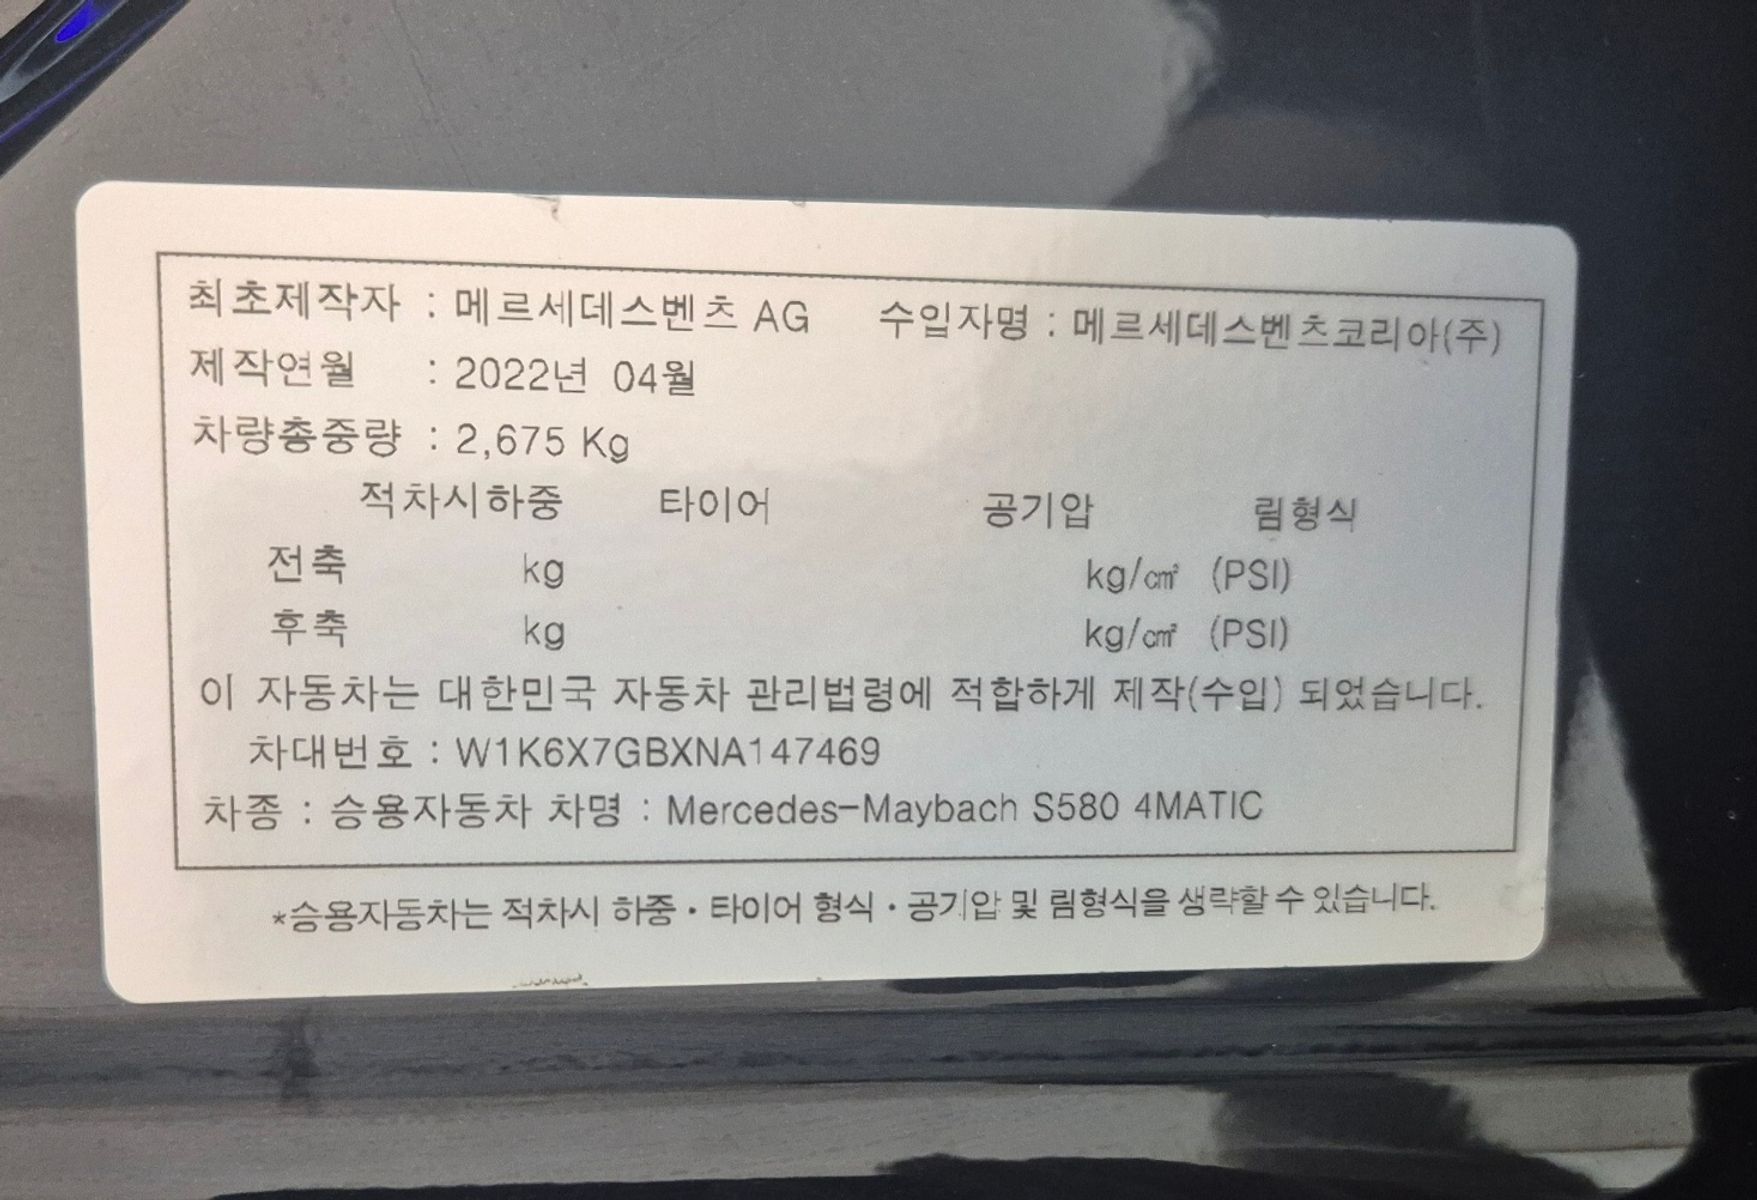 최초제작자 : 메르세데스벤츠 AG 수입자명 : 메르세데스벤츠코리아(주)
제작연월 : 2022년 04월
차량총중량 : 2,675 Kg
적차시하중 타이어 공기압 림형식
전축 kg kg/㎠ (PSI)
후축 kg kg/㎠ (PSI)
이 자동차는 대한민국 자동차 관리법령에 적합하게 제작(수입) 되었습니다.
차대번호 : W1K6X7GBXNA147469
차종 : 승용자동차 차명 : Mercedes-Maybach S580 4MATIC
*승용자동차는 적차시 하중·타이어 형식·공기압 및 림형식을 생략할 수 있습니다.